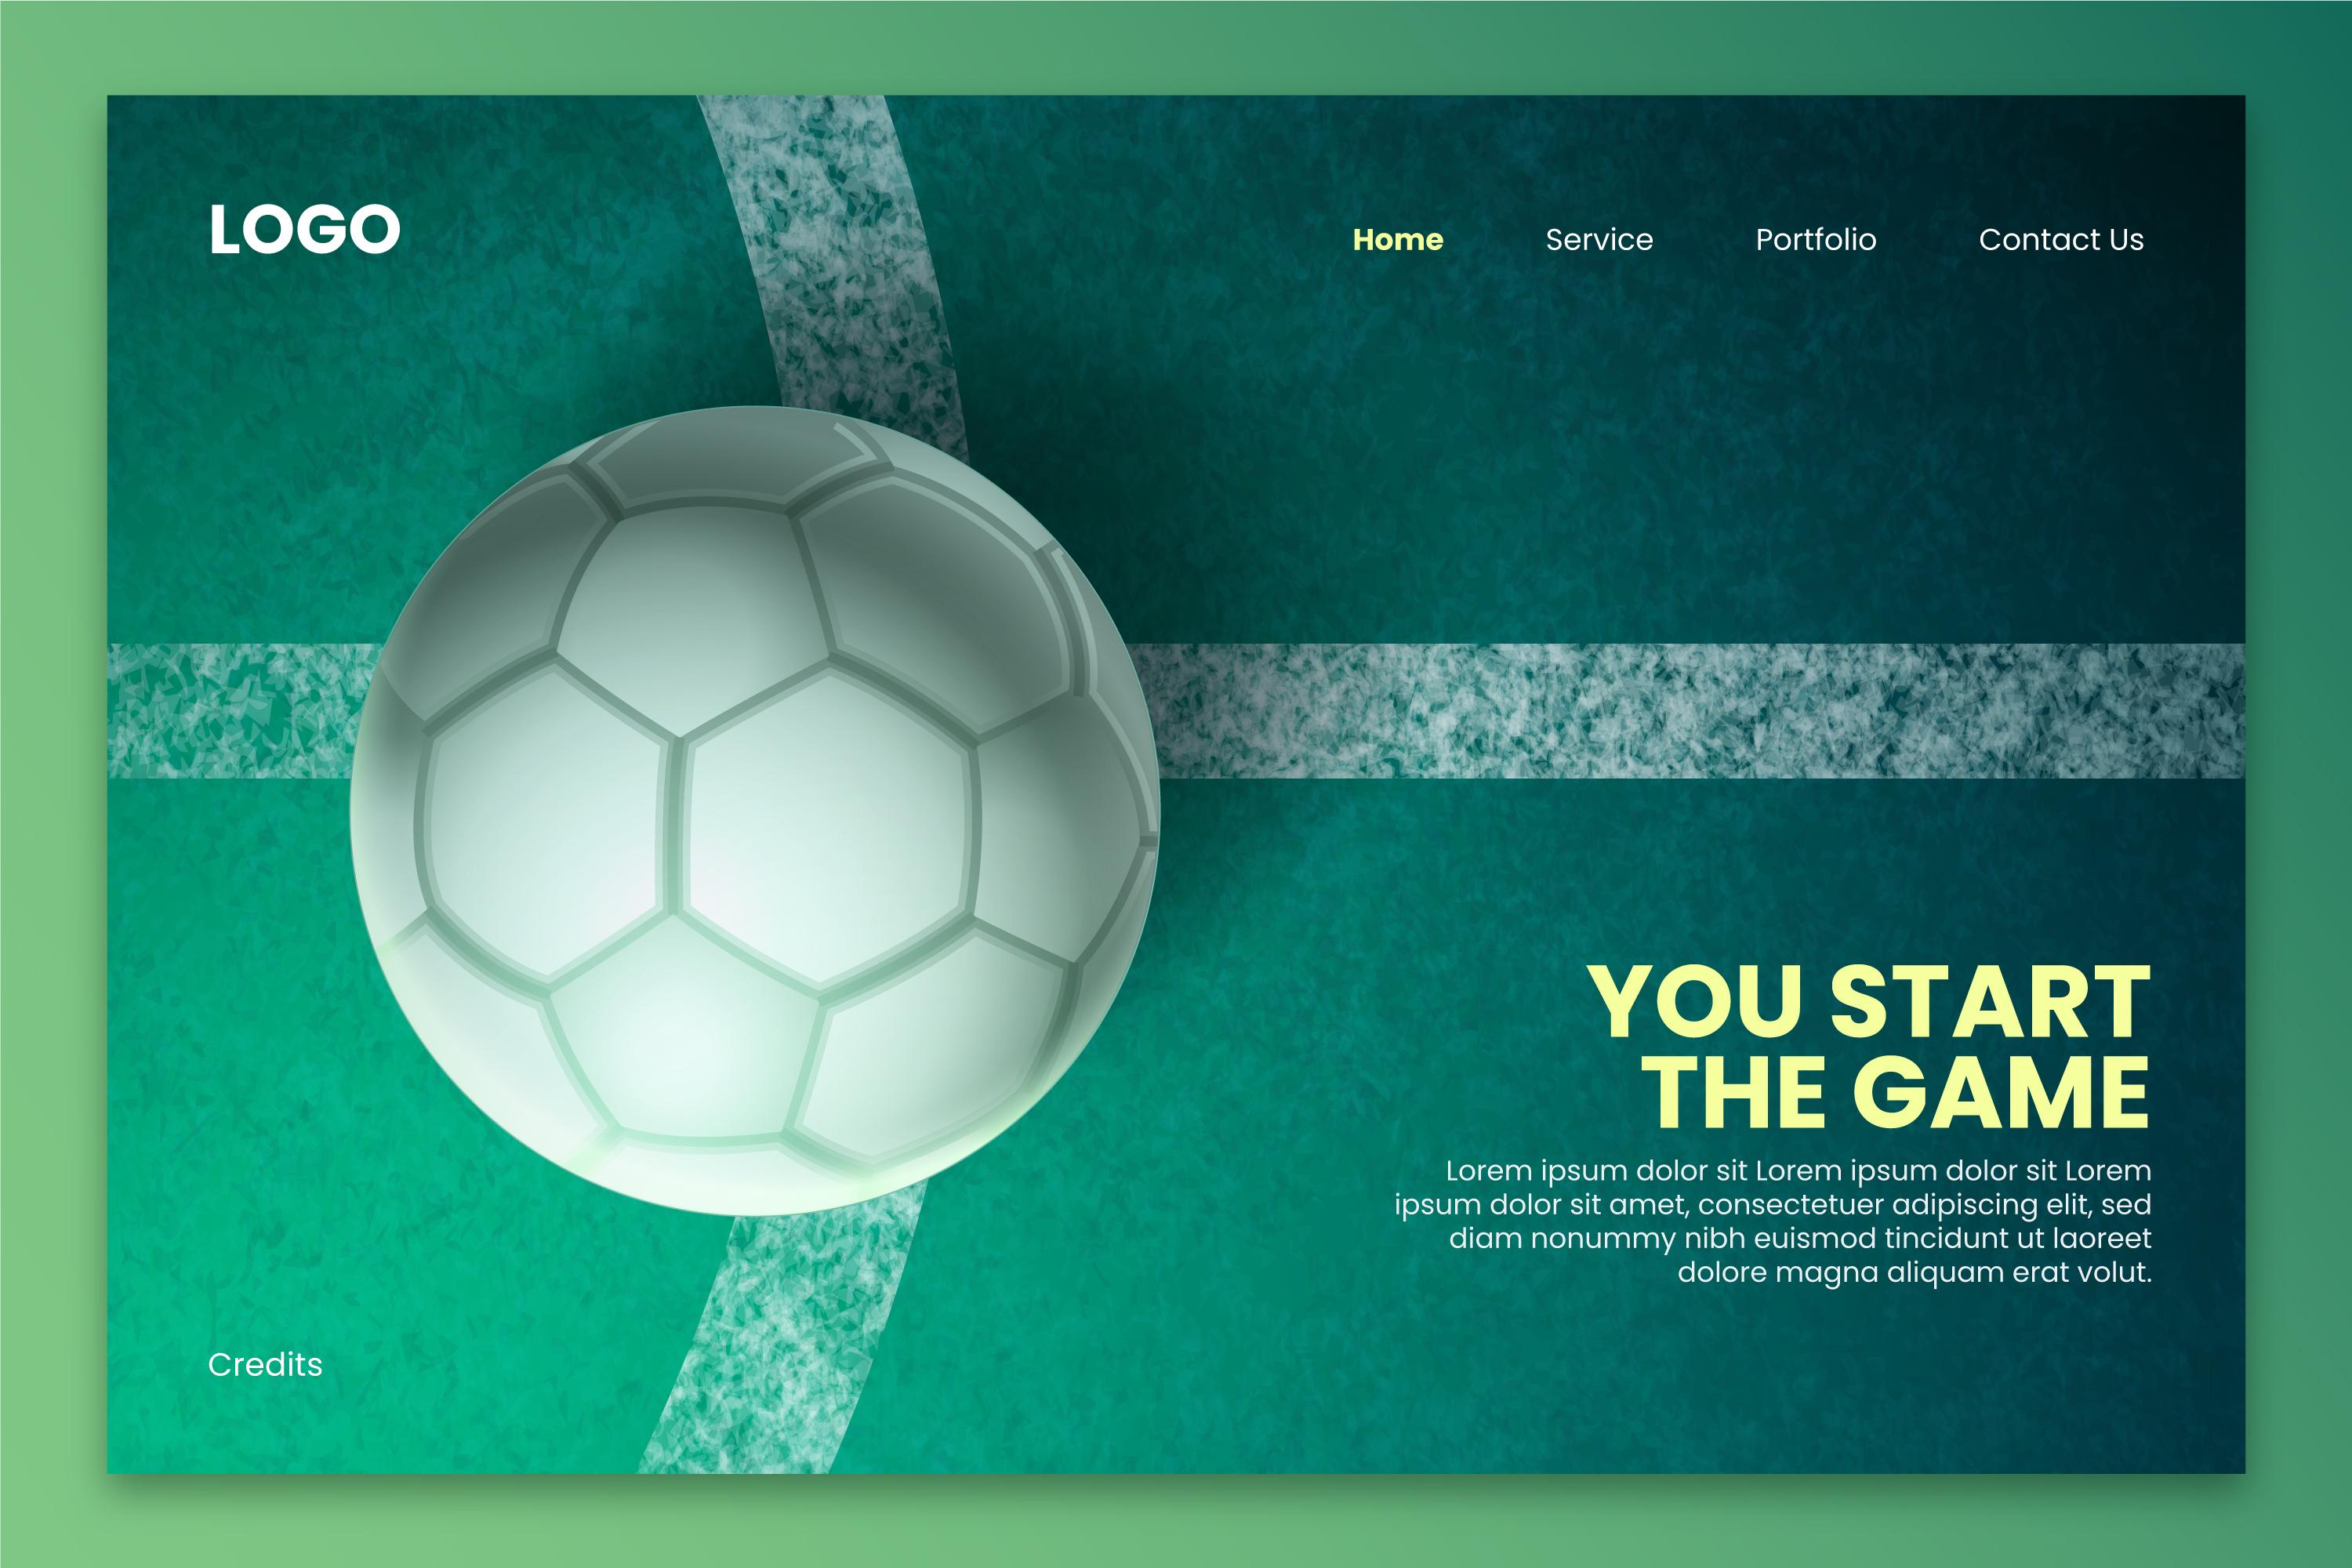 LOGO
Home
Service
Portfolio
Contact Us
YOU START
THE GAME
Lorem ipsum dolor sit Lorem ipsum dolor sit Lorem
ipsum dolor sit amet, consectetuer adipiscing elit, sed
diam nonummy nibh euismod tincidunt ut laoreet
dolore magna aliquam erat volut.
Credits